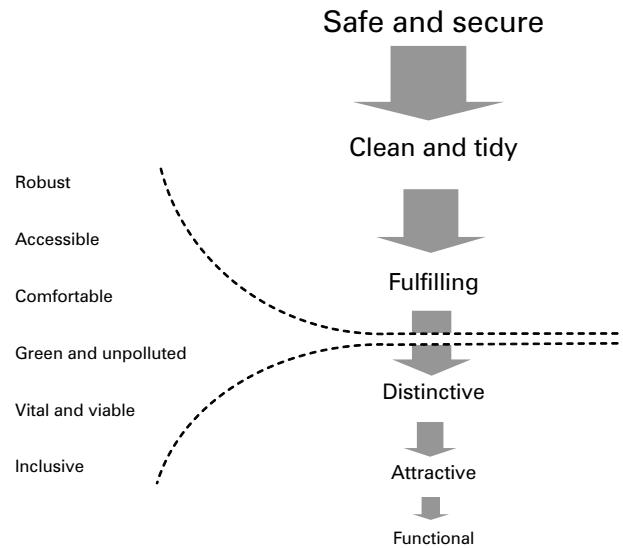 Safe and secure
Clean and tidy
Robust
Accessible
Fulfilling
Comfortable
Green and unpolluted
Distinctive
Vital and viable
Inclusive
Attractive
Functional